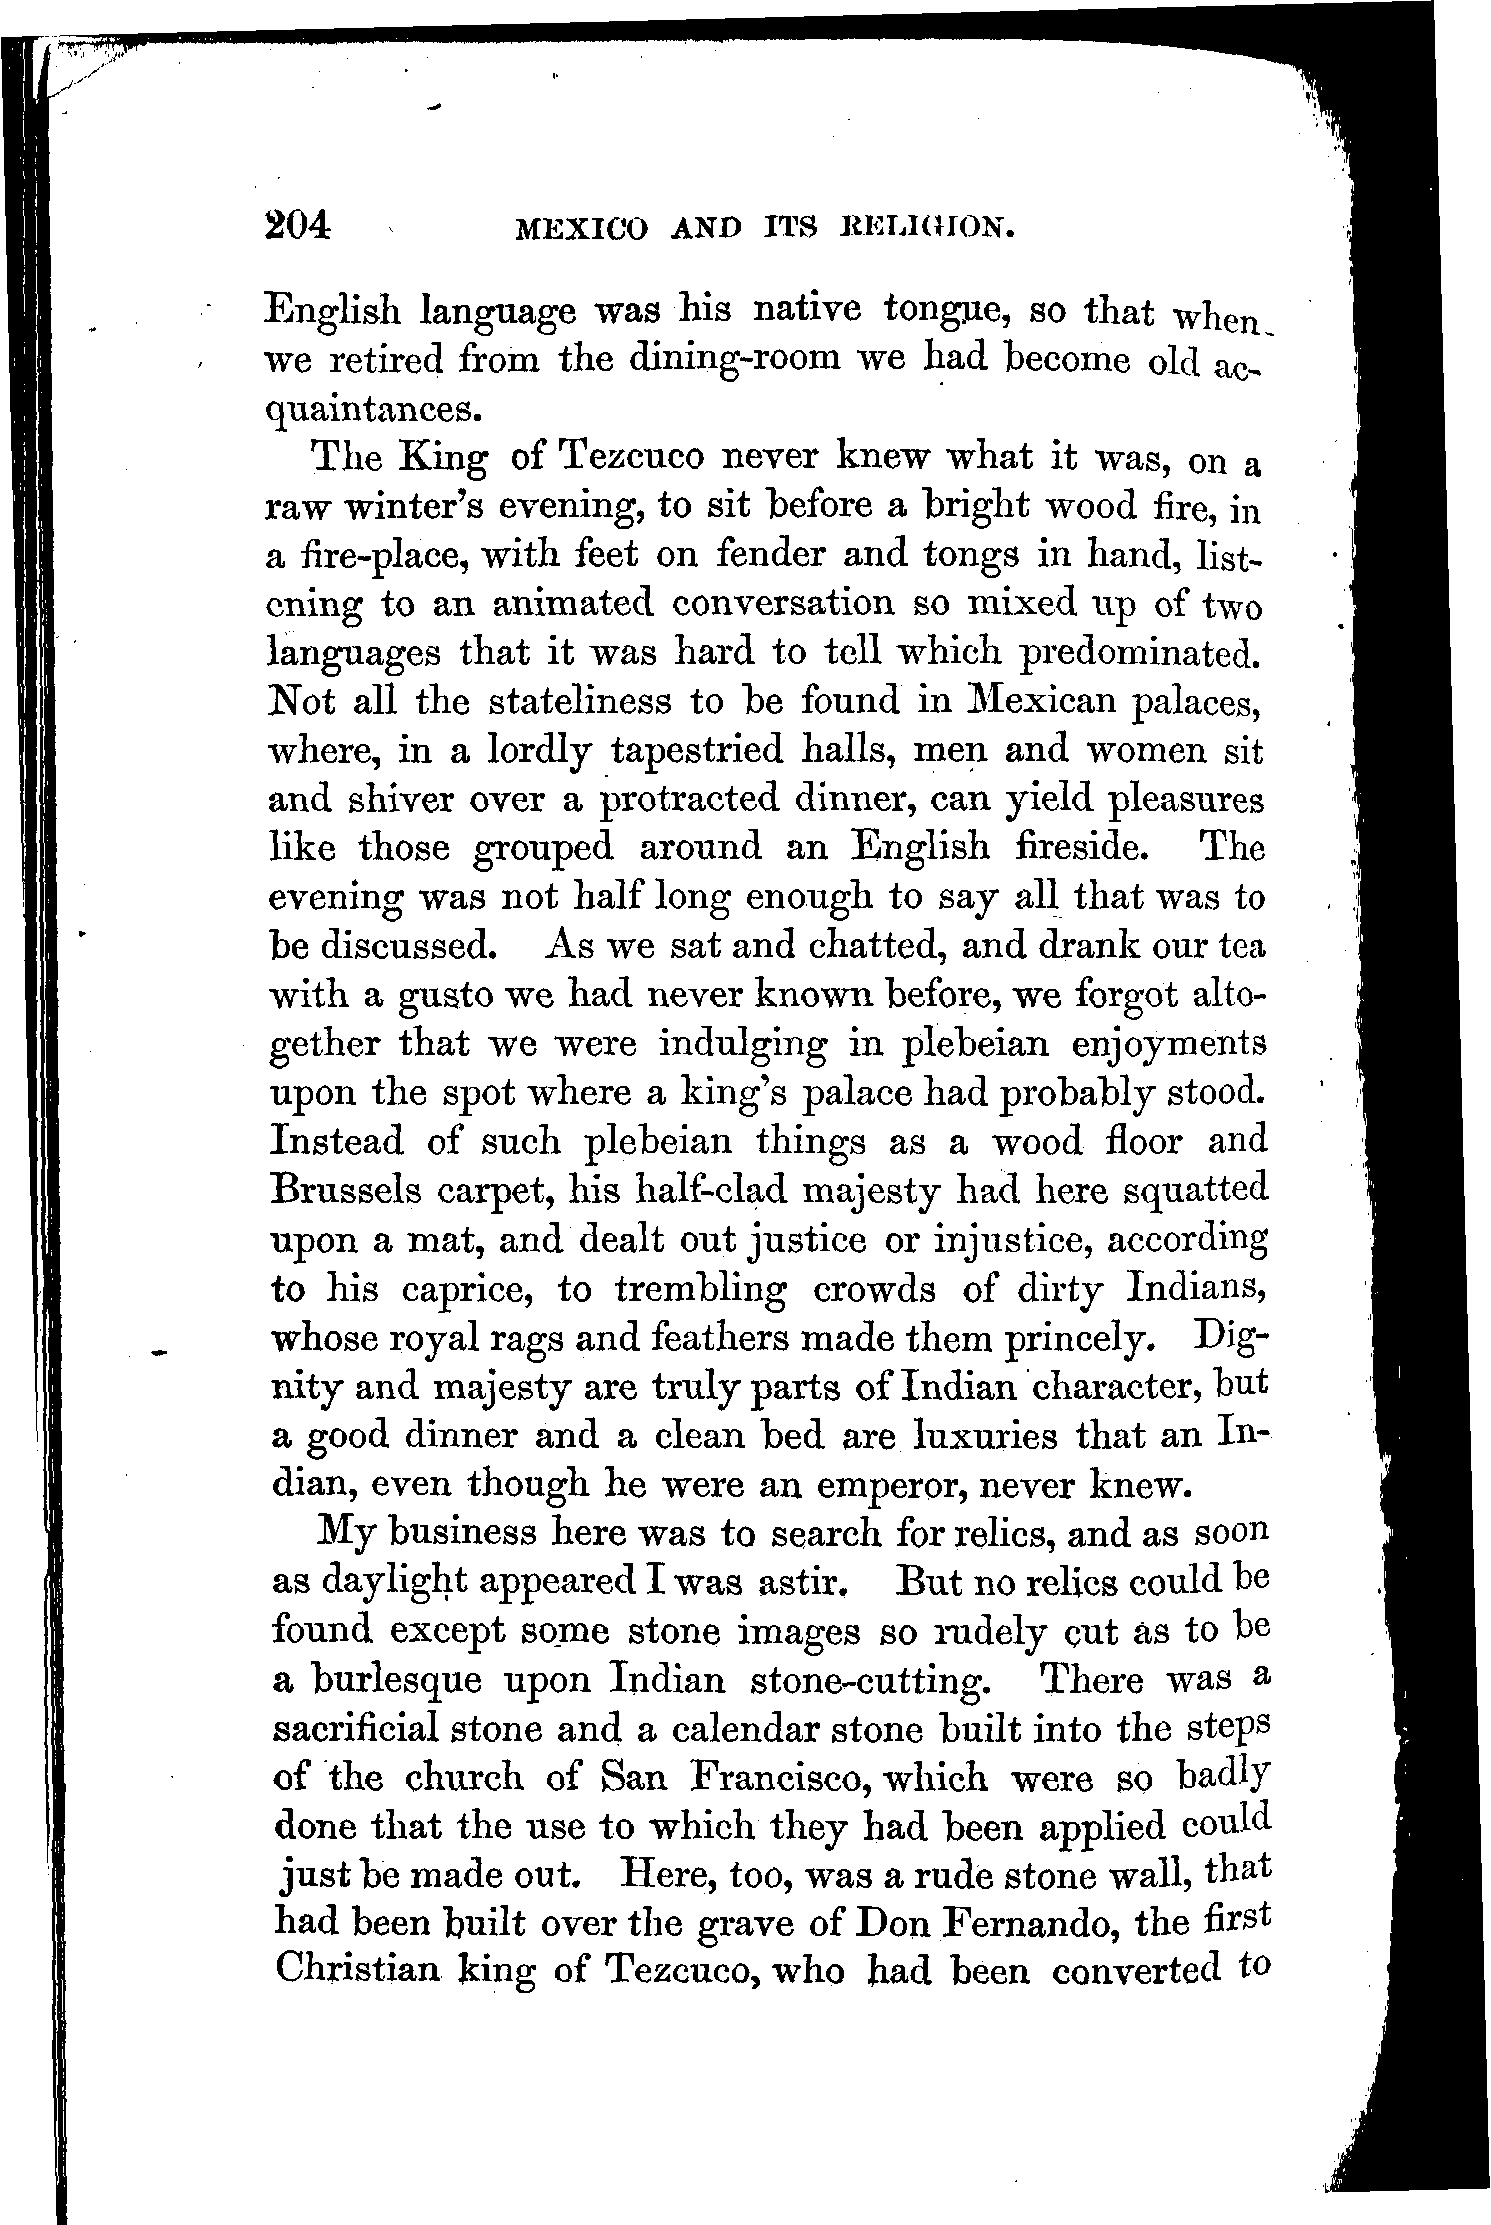 204 MEXICO AND ITS RELIGION.
English language was his native tongue, so that when
we retired from the dining-room we had become old ac-
quaintances.
The King of Tezcuco never knew what it was, on a
raw winter's evening, to sit before a bright wood fire, in
a fire-place, with feet on fender and tongs in hand, list-
ening to an animated conversation so mixed up of two
languages that it was hard to tell which predominated.
Not all the stateliness to be found in Mexican palaces,
where, in a lordly tapestried halls, men and women sit
and shiver over a protracted dinner, can yield pleasures
like those grouped around an English fireside. The
evening was not half long enough to say all that was to
be discussed. As we sat and chatted, and drank our tea
with a gusto we had never known before, we forgot alto-
gether that we were indulging in plebeian enjoyments
upon the spot where a king's palace had probably stood.
Instead of such plebeian things as a wood floor and
Brussels carpet, his half-clad majesty had here squatted
upon a mat, and dealt out justice or injustice, according
to his caprice, to trembling crowds of dirty Indians,
whose royal rags and feathers made them princely. Dig-
nity and majesty are truly parts of Indian character, but
a good dinner and a clean bed are luxuries that an In-
dian, even though he were an emperor, never knew.
My business here was to search for relics, and as soon
as daylight appeared I was astir. But no relics could be
found except some stone images so rudely cut as to be
a burlesque upon Indian stone-cutting. There was a
sacrificial stone and a calendar stone built into the steps
of the church of San Francisco, which were so badly
done that the use to which they had been applied could
just be made out. Here, too, was a rude stone wall, that
had been built over the grave of Don Fernando, the first
Christian king of Tezcuco, who had been converted to